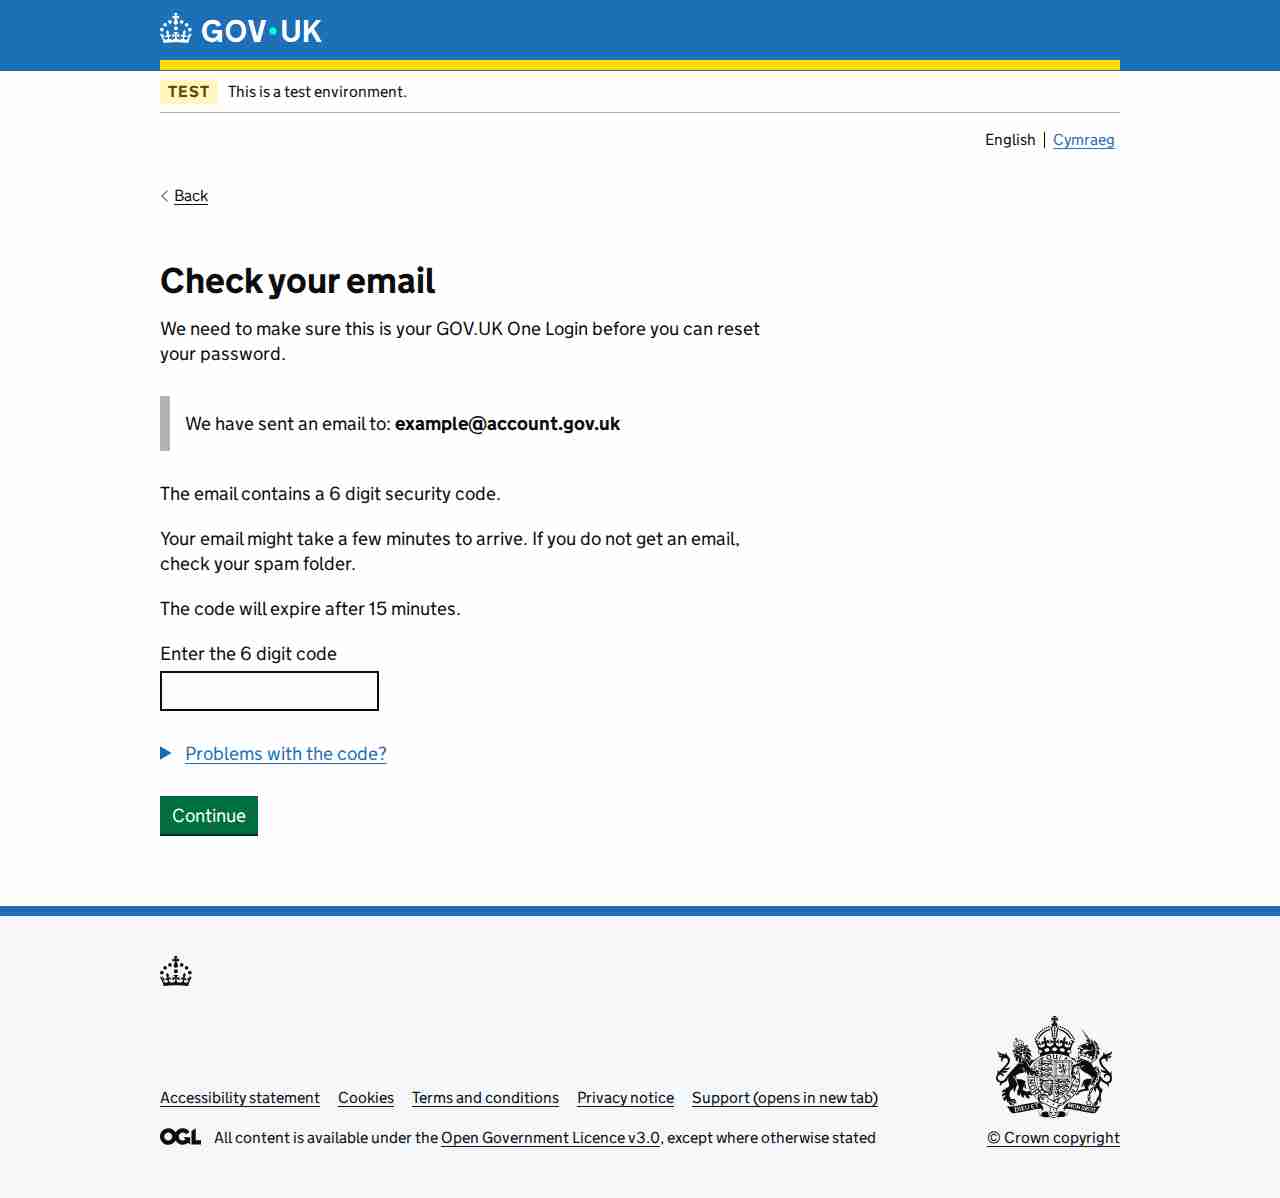 GOV·UK
TEST This is a test environment.
English | Cymraeg
Back
Check your email
We need to make sure this is your GOV.UK One Login before you can reset
your password.
We have sent an email to: example@account.gov.uk
The email contains a 6 digit security code.
Your email might take a few minutes to arrive. If you do not get an email,
check your spam folder.
The code will expire after 15 minutes.
Enter the 6 digit code
Problems with the code?
Continue
Accessibility statement Cookies Terms and conditions Privacy notice Support (opens in new tab)
OGL All content is available under the Open Government Licence v3.0, except where otherwise stated
© Crown copyright